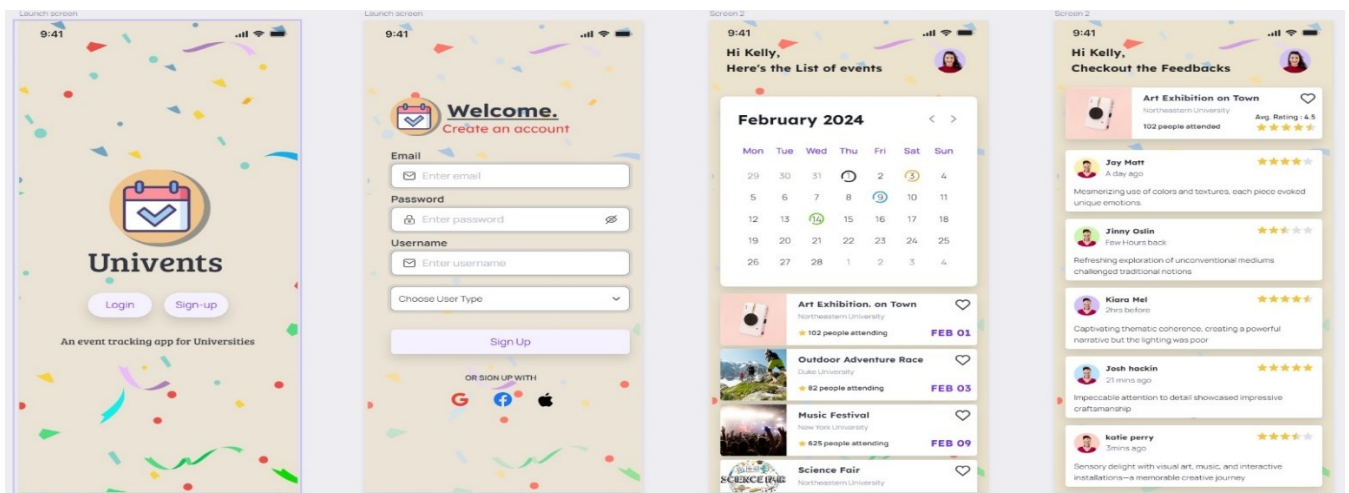 Launch screen
9:41
Univents
Login
Sign-up
An event tracking app for Universities
Launch screen
9:41
Welcome.
Create an account
Email
Enter email
Password
Enter password
Username
Enter username
Choose User Type
Sign Up
OR SIGN UP WITH
Screen 2
9:41
Hi Kelly,
Here's the List of events
February 2024
Mon Tue Wed Thu Fri Sat Sun
29 30 31 1 2 3 4
5 6 7 8 9 10 11
12 13 14 15 16 17 18
19 20 21 22 23 24 25
26 27 28 1 2 3 4
Art Exhibition. on Town
Northeastern University
102 people attending
FEB 01
Outdoor Adventure Race
Duke University
82 people attending
FEB 03
Music Festival
New York University
625 people attending
FEB 09
Science Fair
Northeastern University
SCIENCE FAIR
Screen 2
9:41
Hi Kelly,
Checkout the Feedbacks
Art Exhibition on Town
Northeastern University
102 people attended
Avg. Rating : 4.5
Jay Matt
A day ago
Mesmerizing use of colors and textures, each piece evoked
unique emotions.
Jinny Oslin
Few Hours back
Refreshing exploration of unconventional mediums
challenged traditional notions
Kiara Mel
2hrs before
Captivating thematic coherence, creating a powerful
narrative but the lighting was poor
Josh hockin
21 mins ago
Impeccable attention to detail showcased impressive
craftsmanship
katie perry
3mins ago
Sensory delight with visual art, music, and interactive
installations—a memorable creative journey